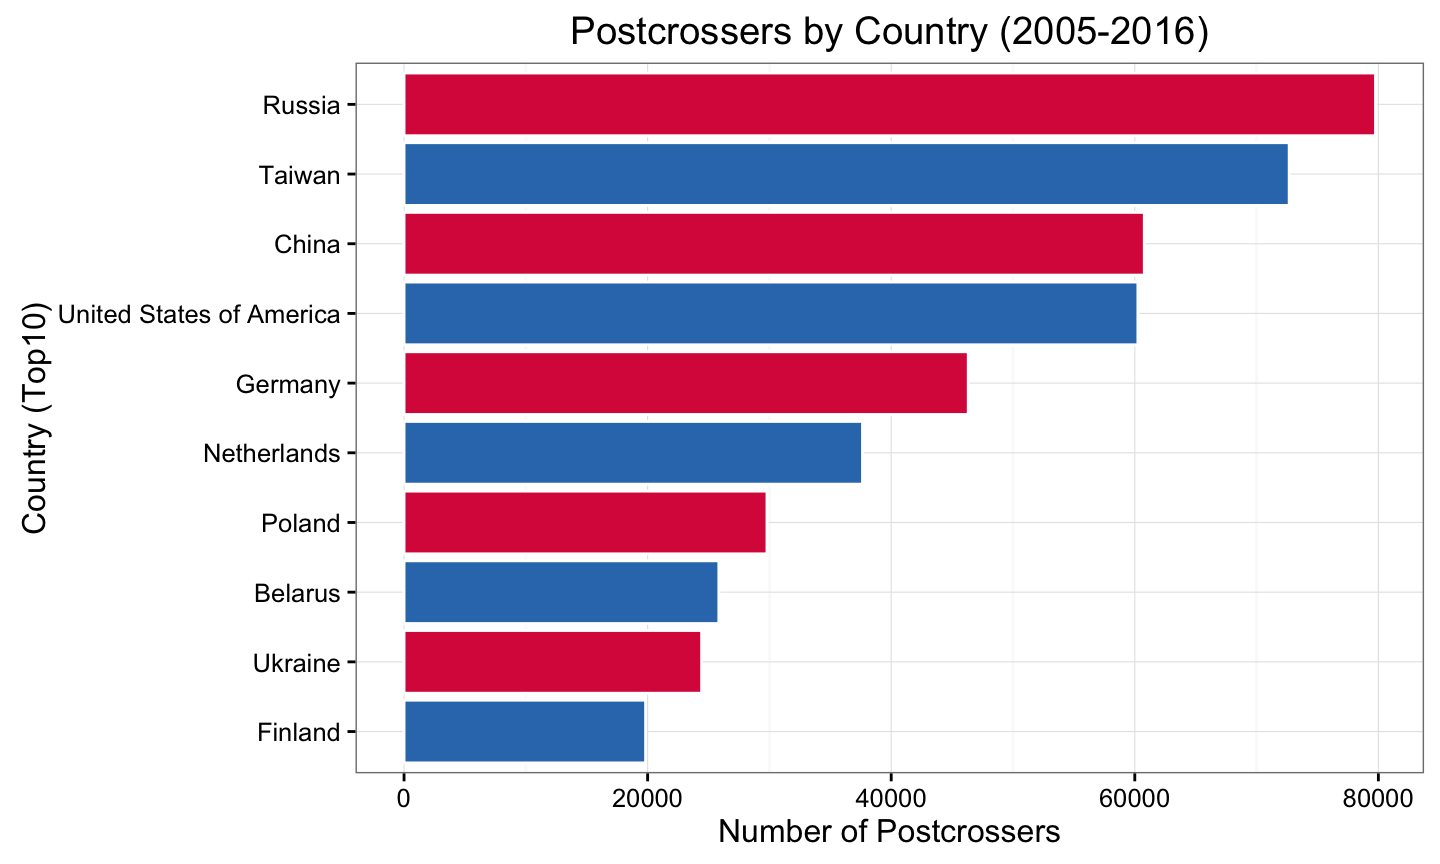 Postcrossers by Country (2005-2016)
Country (Top10)
Russia
Taiwan
China
United States of America
Germany
Netherlands
Poland
Belarus
Ukraine
Finland
0 20000 40000 60000 80000
Number of Postcrossers